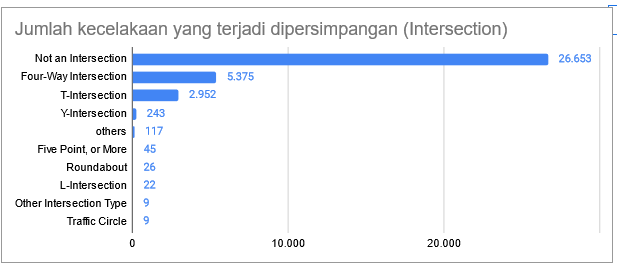 Jumlah kecelakaan yang terjadi dipersimpangan (Intersection)
Not an Intersection 26.653
Four-Way Intersection 5.375
T-Intersection 2.952
Y-Intersection 243
others 117
Five Point, or More 45
Roundabout 26
L-Intersection 22
Other Intersection Type 9
Traffic Circle 9
0 10.000 20.000